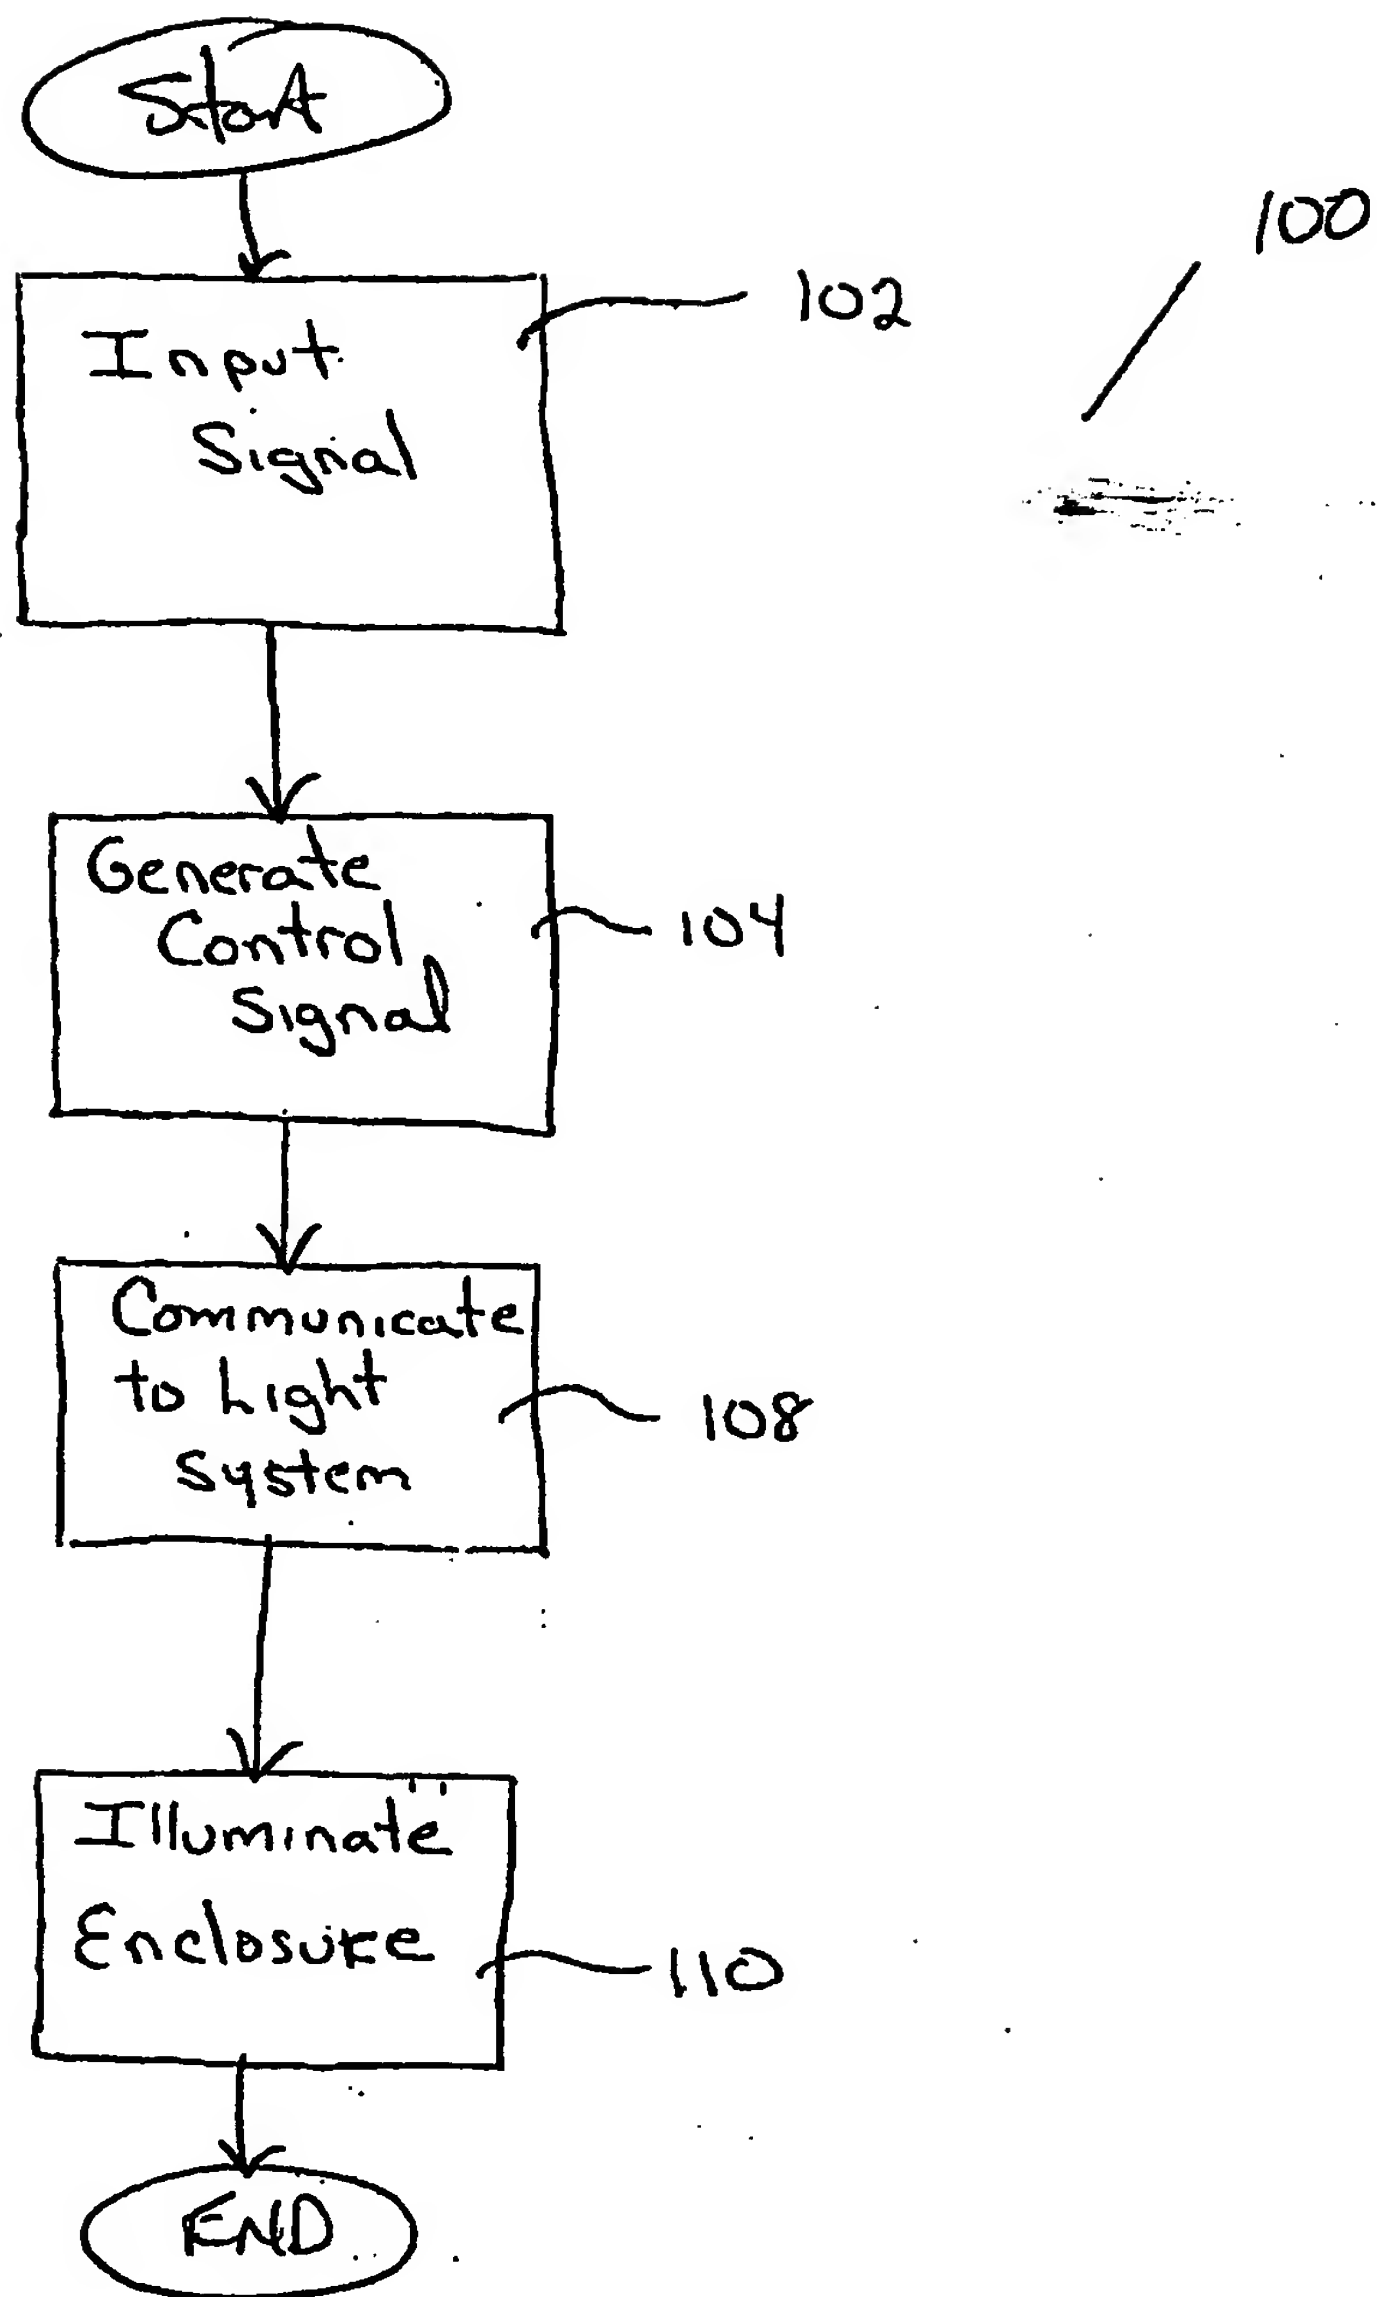 Start
100
102
Input
Signal
Generate
Control
Signal
104
Communicate
to Light
System
108
Illuminate
Enclosure
110
END